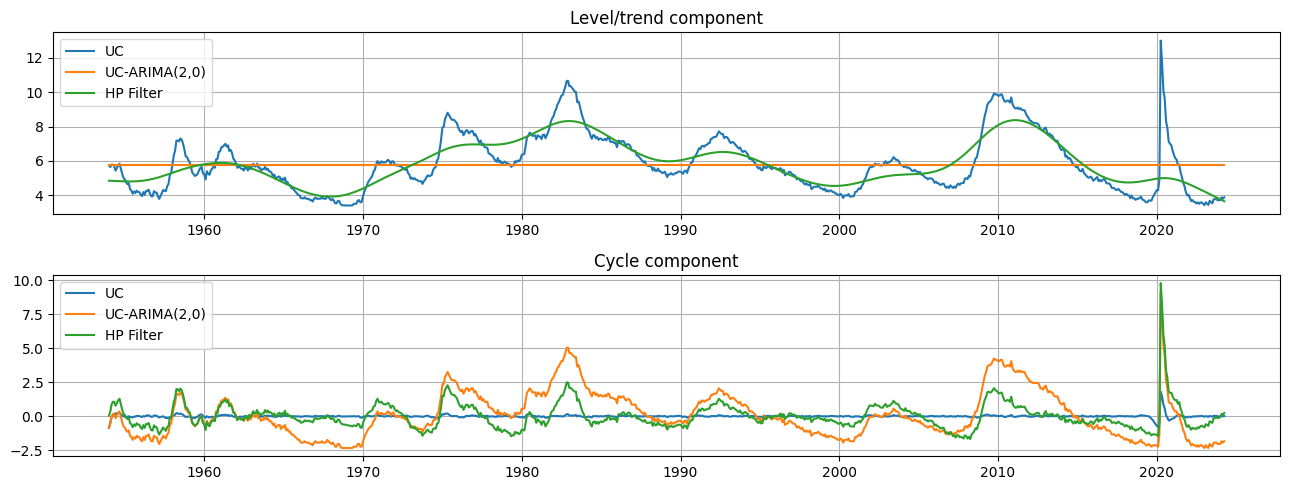 Level/trend component
UC
UC-ARIMA(2,0)
HP Filter
12
10
8
6
4
1960 1970 1980 1990 2000 2010 2020
Cycle component
UC
UC-ARIMA(2,0)
HP Filter
10.0
7.5
5.0
2.5
0.0
−2.5
1960 1970 1980 1990 2000 2010 2020